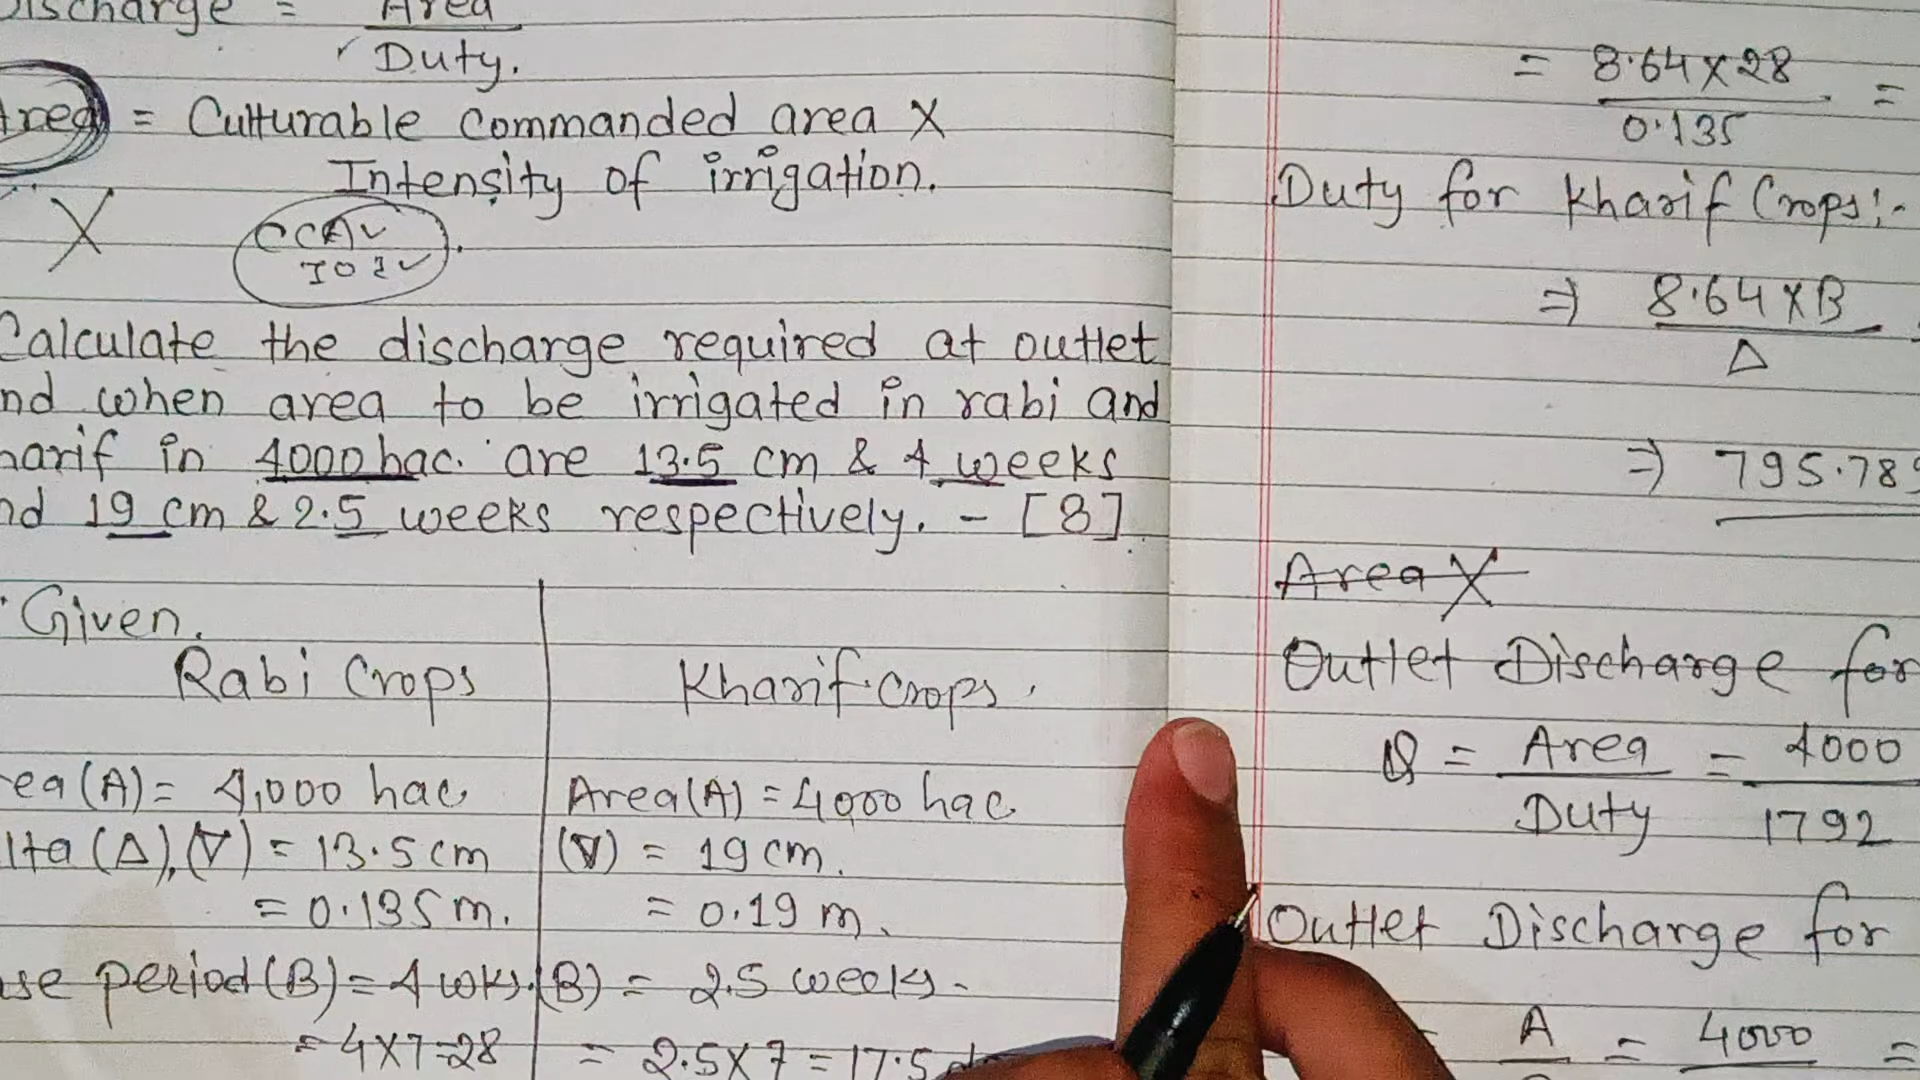 Discharge = Area
Duty.
Area = Culturable commanded area X
Intensity of irrigation.
X
CCA
IOI
Calculate the discharge required at outlet
nd when area to be irrigated in rabi and
harif in 4000 hac. are 13.5 cm & 4 weeks
nd 19 cm & 2.5 weeks respectively. - [8]
Given.
Rabi Crops
Kharif Crops.
ea(A) = 4,000 hac
Area(A) = 4000 hac
lta (Δ), (∇) = 13.5 cm
(∇) = 19 cm.
= 0.135 m.
= 0.19 m.
se period (B) = 4 wks.
(B) = 2.5 weeks.
= 4X7=28
= 2.5X7 = 17.5
= 8.64 X 28 =
0.135
Duty for Kharif Crops:-
⇒ 8.64 X B
Δ
⇒ 795.789
Area X
Outlet Discharge for
Q = Area = 4000
Duty 1792
Outlet Discharge for
A = 4000 =